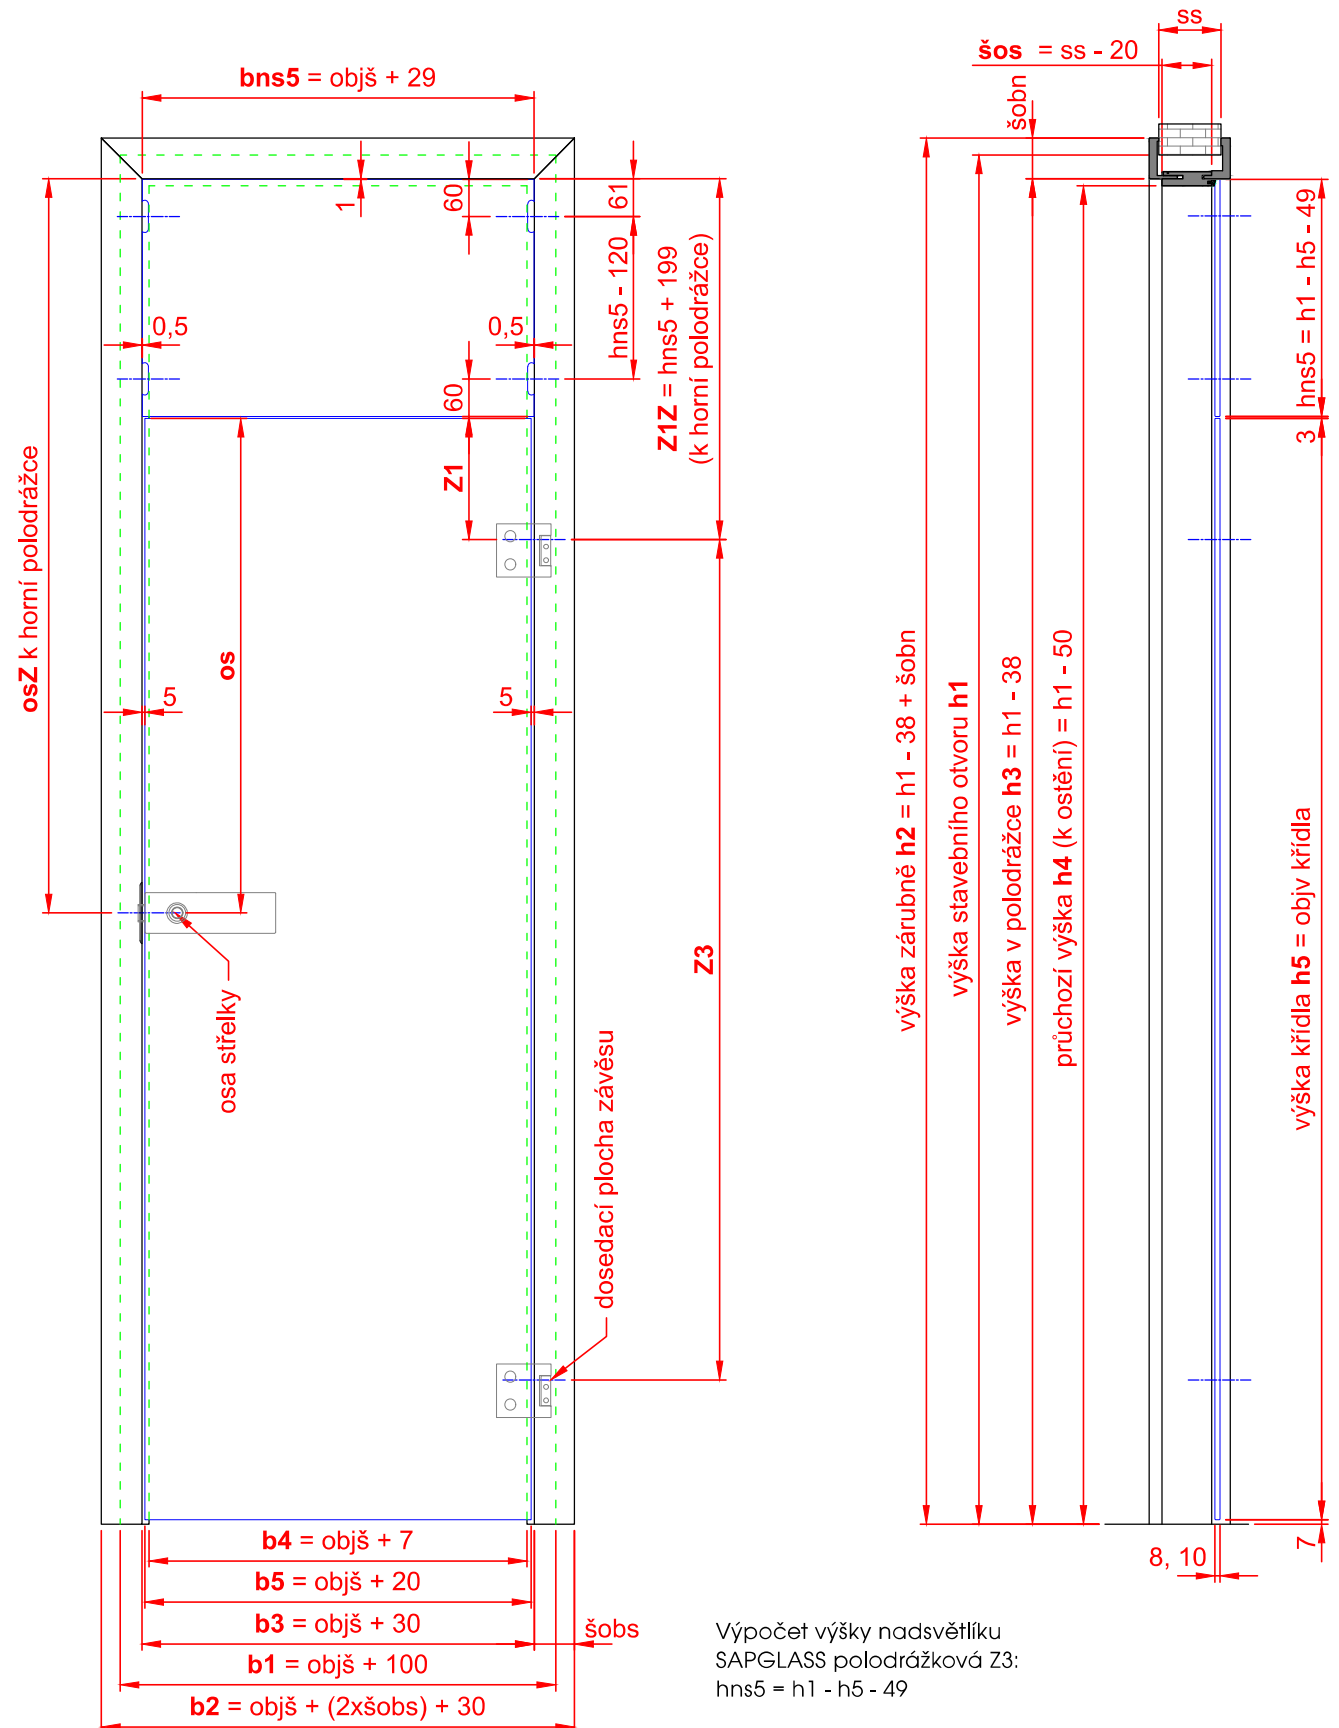 ss
šos = ss - 20
bns5 = objš + 29
šobn
1
60
61
hns5 - 120
Z1Z = hns5 + 199
(k horní polodrážce)
hns5 = h1 - h5 - 49
0,5
0,5
60
3
Z1
osZ k horní polodrážce
os
5
5
výška zárubně h2 = h1 - 38 + šobn
výška stavebního otvoru h1
výška v polodrážce h3 = h1 - 38
průchozí výška h4 (k ostění) = h1 - 50
výška křídla h5 = objv křídla
Z3
osa střelky
dosedací plocha závěsu
b4 = objš + 7
b5 = objš + 20
b3 = objš + 30
šobs
b1 = objš + 100
b2 = objš + (2xšobs) + 30
8, 10
7
Výpočet výšky nadsvětlíku
SAPGLASS polodrážková Z3:
hns5 = h1 - h5 - 49